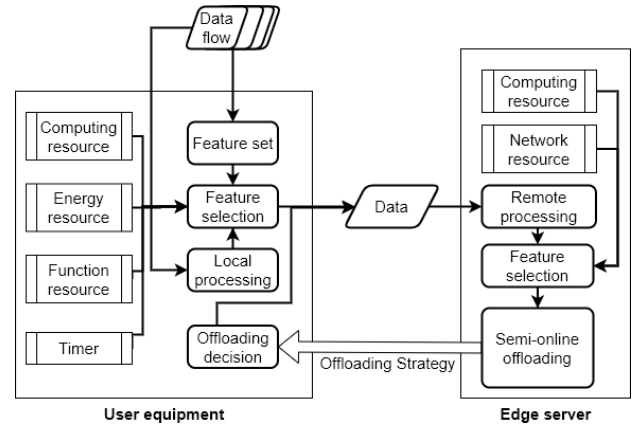 Data
flow
Computing
resource
Energy
resource
Function
resource
Timer
Feature set
Feature
selection
Local
processing
Offloading
decision
User equipment
Data
Offloading Strategy
Computing
resource
Network
resource
Remote
processing
Feature
selection
Semi-online
offloading
Edge server